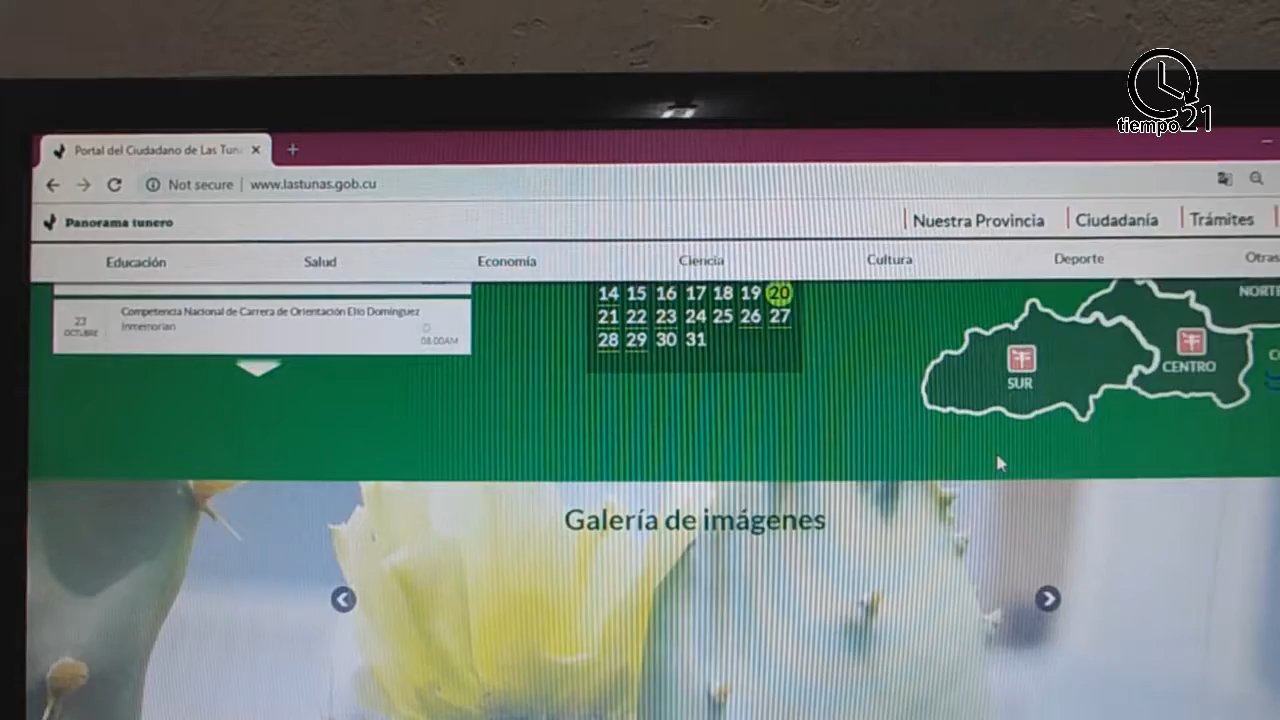 tiempo21
Portal del Ciudadano de Las Tun
Not secure | www.lastunas.gob.cu
Panorama tunero
Nuestra Provincia
Ciudadanía
Trámites
Educación
Salud
Economía
Ciencia
Cultura
Deporte
Otras
23
OCTUBRE
Competencia Nacional de Carrera de Orientación Elio Domínguez
Inmemorian
08:00AM
14 15 16 17 18 19 20
21 22 23 24 25 26 27
28 29 30 31
NORTE
CENTRO
SUR
Galería de imágenes